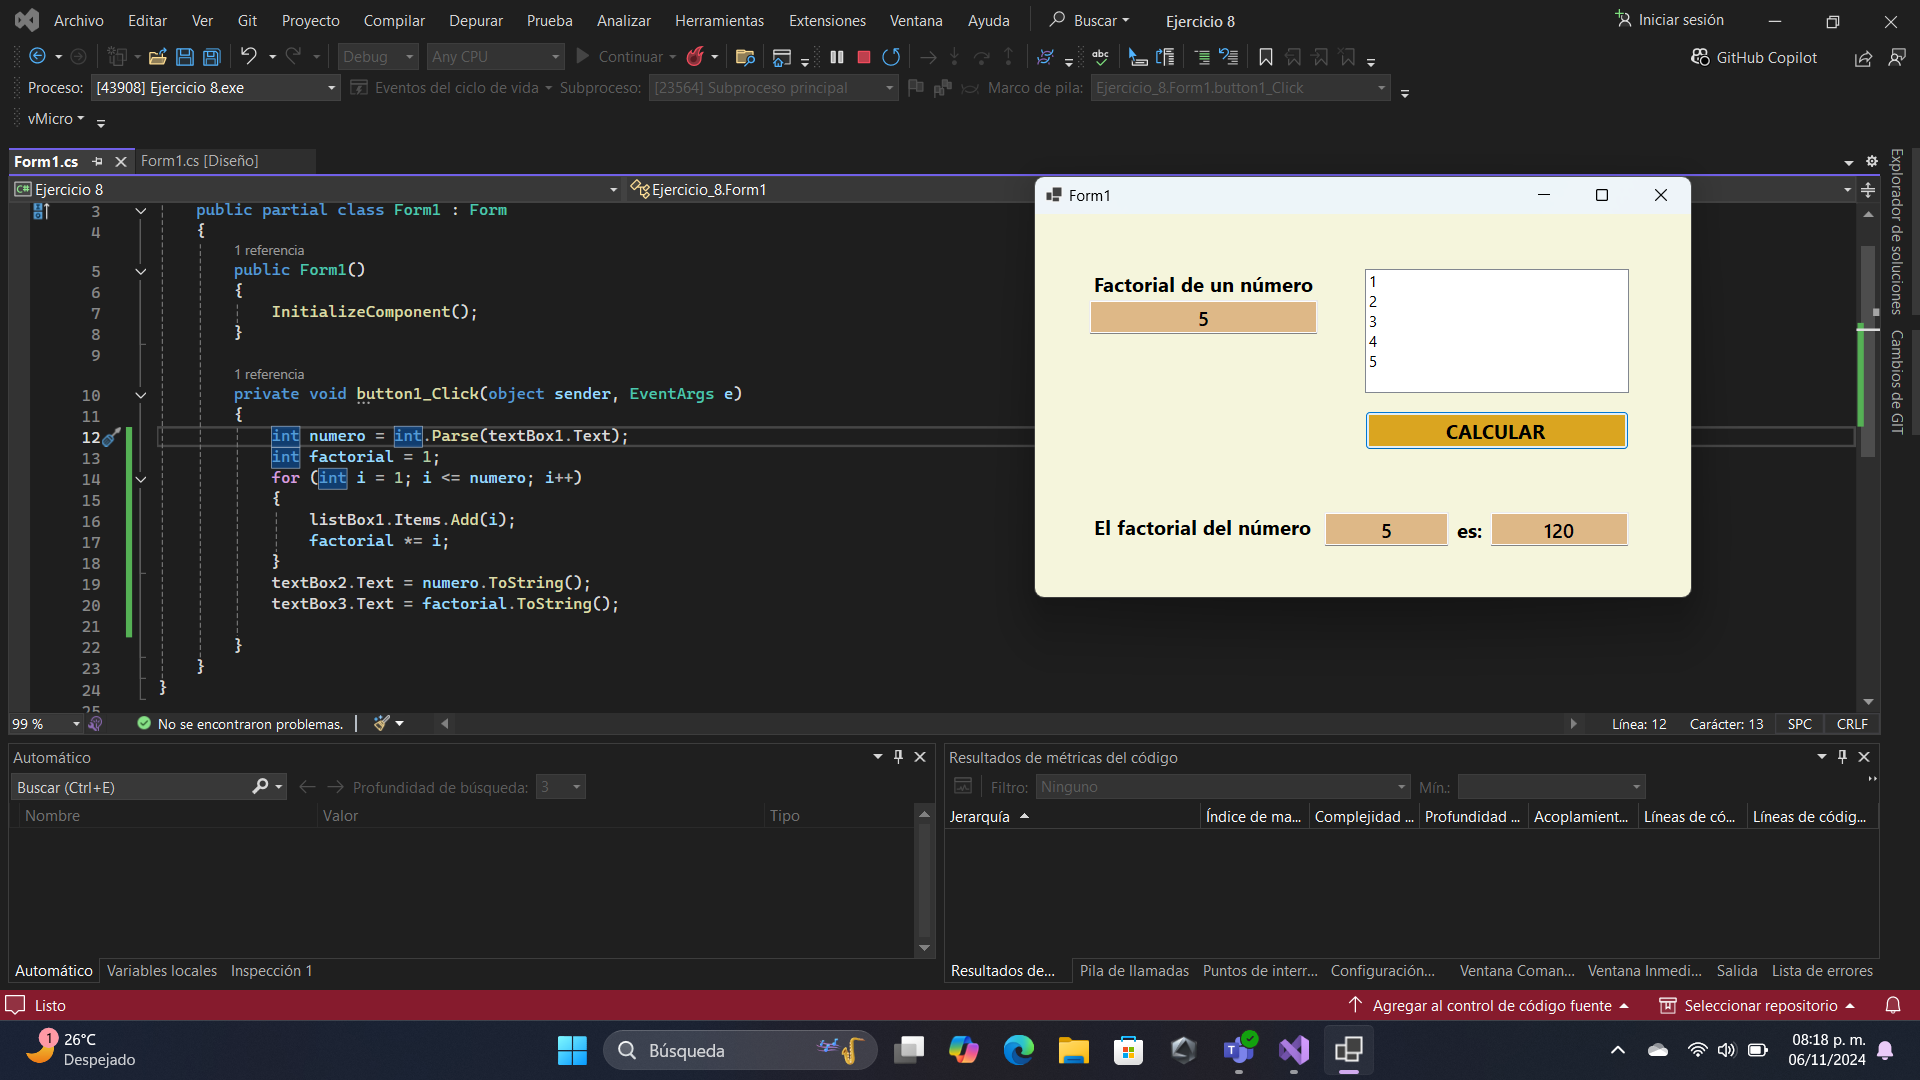 Archivo Editar Ver Git Proyecto Compilar Depurar Prueba Analizar Herramientas Extensiones Ventana Ayuda Buscar Ejercicio 8 Iniciar sesión
Debug Any CPU Continuar abc GitHub Copilot
Proceso: [43908] Ejercicio 8.exe Eventos del ciclo de vida Subproceso: [23564] Subproceso principal Marco de pila: Ejercicio_8.Form1.button1_Click
vMicro
Form1.cs Form1.cs [Diseño]
C# Ejercicio 8 Ejercicio_8.Form1
3 public partial class Form1 : Form
4 {
1 referencia
5 public Form1()
6 {
7 InitializeComponent();
8 }
9
1 referencia
10 private void button1_Click(object sender, EventArgs e)
11 {
12 int numero = int.Parse(textBox1.Text);
13 int factorial = 1;
14 for (int i = 1; i <= numero; i++)
15 {
16 listBox1.Items.Add(i);
17 factorial *= i;
18 }
19 textBox2.Text = numero.ToString();
20 textBox3.Text = factorial.ToString();
21
22 }
23 }
24 }
25
Form1
Factorial de un número
5
1
2
3
4
5
CALCULAR
El factorial del número 5 es: 120
Explorador de soluciones
Cambios de GIT
99 % No se encontraron problemas. Línea: 12 Carácter: 13 SPC CRLF
Automático
Buscar (Ctrl+E) Profundidad de búsqueda: 3
Nombre Valor Tipo
Automático Variables locales Inspección 1
Resultados de métricas del código
Filtro: Ninguno Mín.:
Jerarquía Índice de ma... Complejidad ... Profundidad ... Acoplamient... Líneas de có... Líneas de códig...
Resultados de... Pila de llamadas Puntos de interr... Configuración... Ventana Coman... Ventana Inmedi... Salida Lista de errores
Listo Agregar al control de código fuente Seleccionar repositorio
1 26°C
Despejado
Búsqueda
08:18 p. m.
06/11/2024